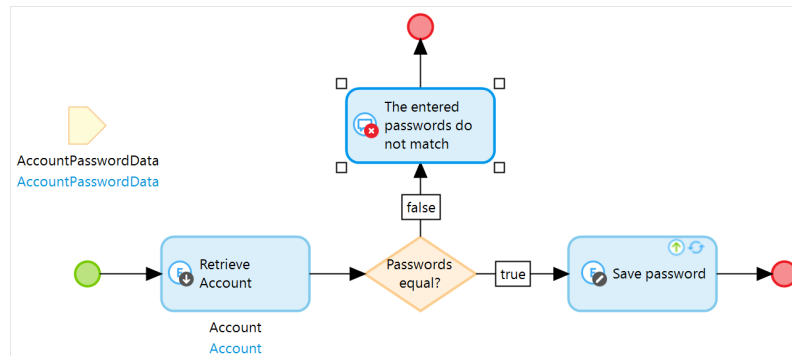 The entered
passwords do
not match
AccountPasswordData
AccountPasswordData
false
Retrieve
Account
Passwords
equal?
true
Save password
Account
Account